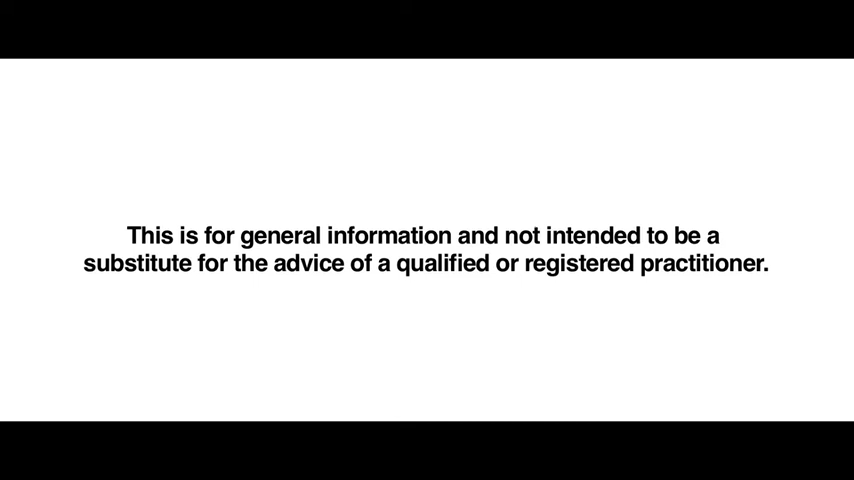 This is for general information and not intended to be a
substitute for the advice of a qualified or registered practitioner.